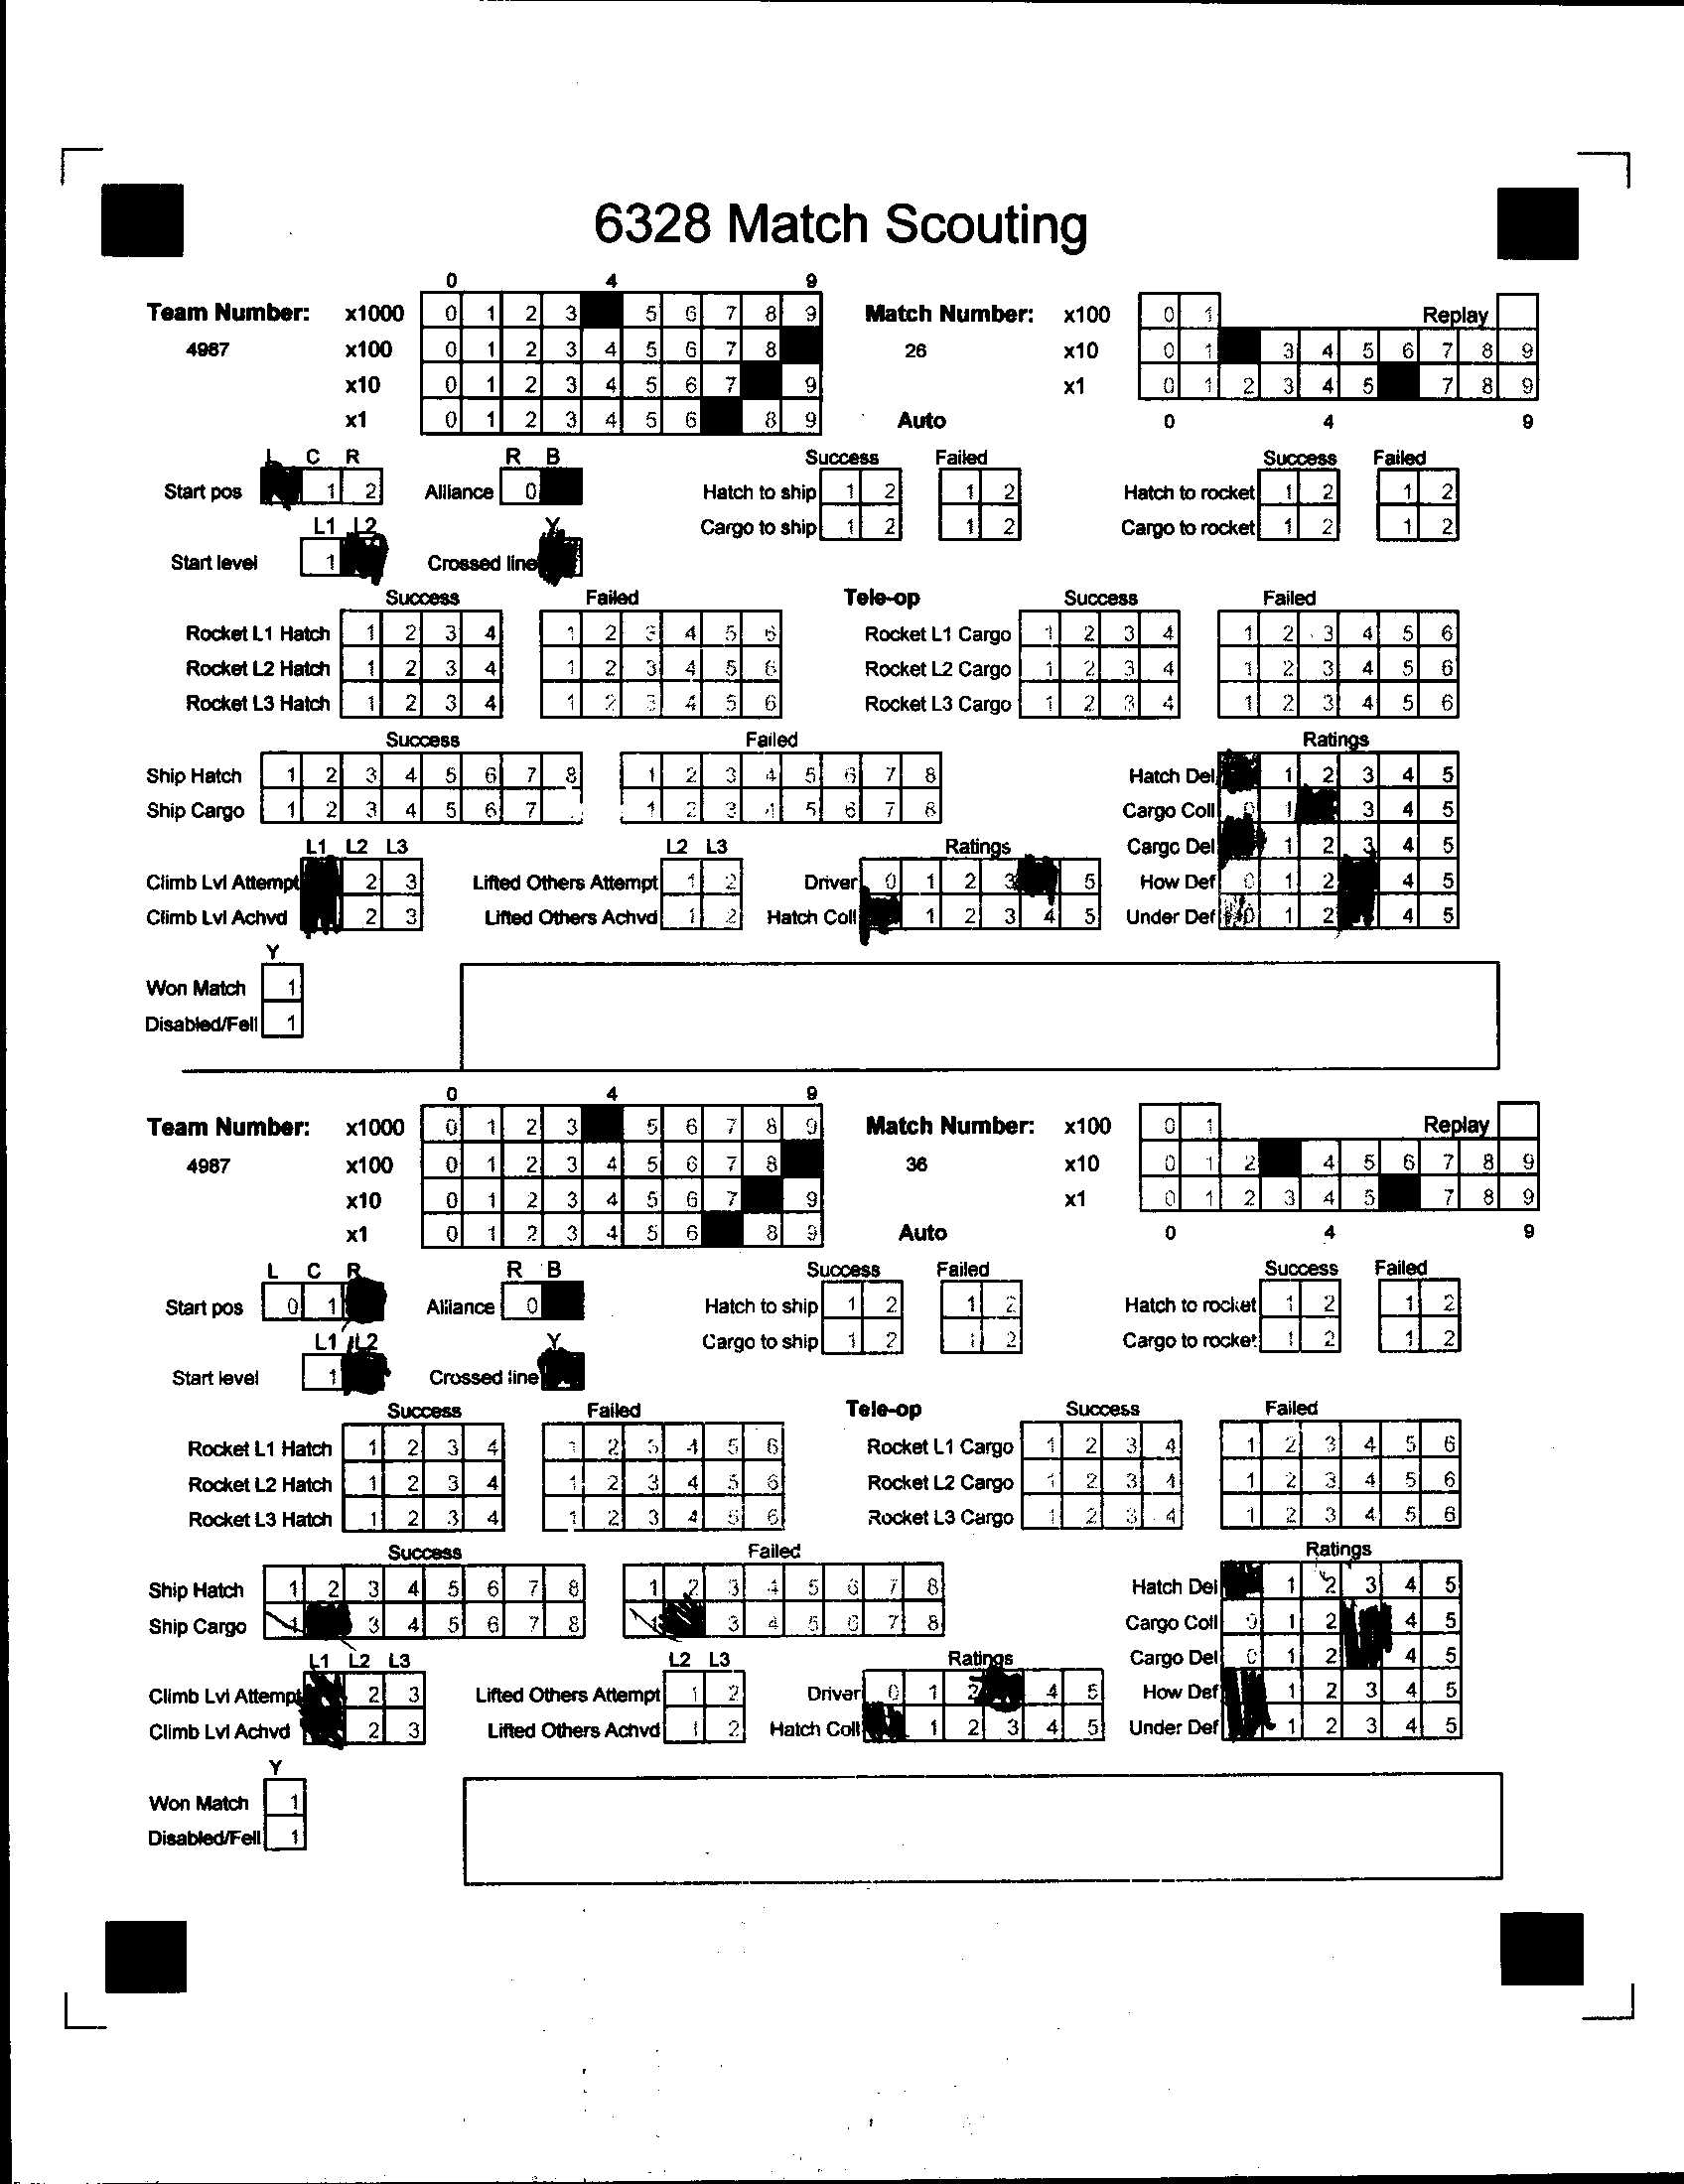 6328 Match Scouting
0 4 9
Team Number: x1000 0 1 2 3 5 6 7 8 9 Match Number: x100 0 1 Replay
4987 x100 0 1 2 3 4 5 6 7 8 26 x10 0 1 3 4 5 6 7 8 9
x10 0 1 2 3 4 5 6 7 9 x1 0 1 2 3 4 5 7 8 9
x1 0 1 2 3 4 5 6 8 9 Auto 0 4 9
L C R R B Success Failed Success Failed
Start pos 1 2 Alliance 0 Hatch to ship 1 2 1 2 Hatch to rocket 1 2 1 2
L1 L2 Y Cargo to ship 1 2 1 2 Cargo to rocket 1 2 1 2
Start level 1 Crossed line
Success Failed Tele-op Success Failed
Rocket L1 Hatch 1 2 3 4 1 2 3 4 5 6 Rocket L1 Cargo 1 2 3 4 1 2 3 4 5 6
Rocket L2 Hatch 1 2 3 4 1 2 3 4 5 6 Rocket L2 Cargo 1 2 3 4 1 2 3 4 5 6
Rocket L3 Hatch 1 2 3 4 1 2 3 4 5 6 Rocket L3 Cargo 1 2 3 4 1 2 3 4 5 6
Success Failed Ratings
Ship Hatch 1 2 3 4 5 6 7 8 1 2 3 4 5 6 7 8 Hatch Del 1 2 3 4 5
Ship Cargo 1 2 3 4 5 6 7 1 2 3 4 5 6 7 8 Cargo Coll 0 1 3 4 5
L1 L2 L3 L2 L3 Ratings Cargo Del 1 2 3 4 5
Climb Lvl Attempt 2 3 Lifted Others Attempt 1 2 Driver 0 1 2 3 5 How Def 0 1 2 4 5
Climb Lvl Achvd 2 3 Lifted Others Achvd 1 2 Hatch Coll 1 2 3 4 5 Under Def 0 1 2 4 5
Y
Won Match 1
Disabled/Fell 1
0 4 9
Team Number: x1000 0 1 2 3 5 6 7 8 9 Match Number: x100 0 1 Replay
4987 x100 0 1 2 3 4 5 6 7 8 36 x10 0 1 2 4 5 6 7 8 9
x10 0 1 2 3 4 5 6 7 9 x1 0 1 2 3 4 5 7 8 9
x1 0 1 2 3 4 5 6 8 9 Auto 0 4 9
L C R R B Success Failed Success Failed
Start pos 0 1 Alliance 0 Hatch to ship 1 2 1 2 Hatch to rocket 1 2 1 2
L1 L2 Y Cargo to ship 1 2 1 2 Cargo to rocket 1 2 1 2
Start level 1 Crossed line
Success Failed Tele-op Success Failed
Rocket L1 Hatch 1 2 3 4 1 2 3 4 5 6 Rocket L1 Cargo 1 2 3 4 1 2 3 4 5 6
Rocket L2 Hatch 1 2 3 4 1 2 3 4 5 6 Rocket L2 Cargo 1 2 3 4 1 2 3 4 5 6
Rocket L3 Hatch 1 2 3 4 1 2 3 4 5 6 Rocket L3 Cargo 1 2 3 4 1 2 3 4 5 6
Success Failed Ratings
Ship Hatch 1 2 3 4 5 6 7 8 1 2 3 4 5 6 7 8 Hatch Del 1 2 3 4 5
Ship Cargo 1 3 4 5 6 7 8 1 3 4 5 6 7 8 Cargo Coll 0 1 2 4 5
L1 L2 L3 L2 L3 Ratings Cargo Del 0 1 2 4 5
Climb Lvl Attempt 2 3 Lifted Others Attempt 1 2 Driver 0 1 2 4 5 How Def 1 2 3 4 5
Climb Lvl Achvd 2 3 Lifted Others Achvd 1 2 Hatch Coll 1 2 3 4 5 Under Def 1 2 3 4 5
Y
Won Match 1
Disabled/Fell 1